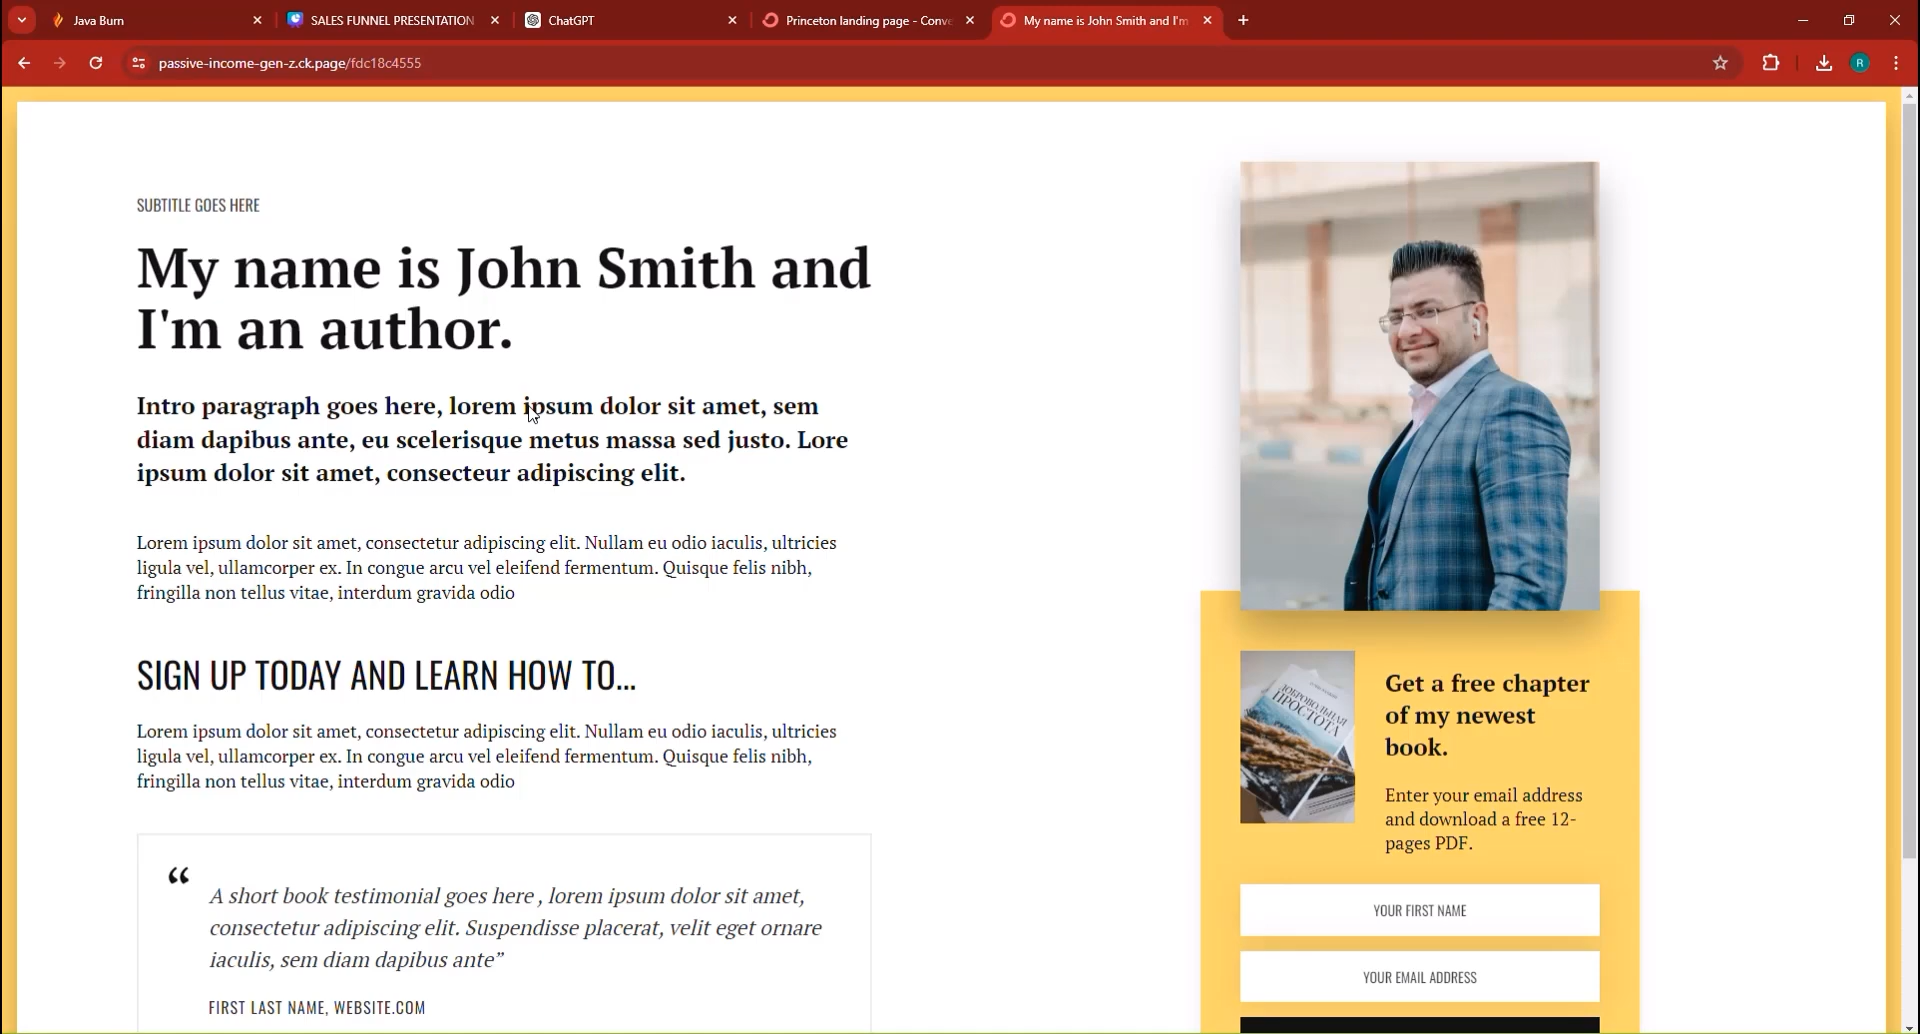 Java Burn
SALES FUNNEL PRESENTATION
ChatGPT
Princeton landing page - Conve
My name is John Smith and I'm
passive-income-gen-z.ck.page/fdc18c4555
R
SUBTITLE GOES HERE
My name is John Smith and
I'm an author.
Intro paragraph goes here, lorem ipsum dolor sit amet, sem
diam dapibus ante, eu scelerisque metus massa sed justo. Lore
ipsum dolor sit amet, consecteur adipiscing elit.
Lorem ipsum dolor sit amet, consectetur adipiscing elit. Nullam eu odio iaculis, ultricies
ligula vel, ullamcorper ex. In congue arcu vel eleifend fermentum. Quisque felis nibh,
fringilla non tellus vitae, interdum gravida odio
SIGN UP TODAY AND LEARN HOW TO...
Lorem ipsum dolor sit amet, consectetur adipiscing elit. Nullam eu odio iaculis, ultricies
ligula vel, ullamcorper ex. In congue arcu vel eleifend fermentum. Quisque felis nibh,
fringilla non tellus vitae, interdum gravida odio
“
A short book testimonial goes here , lorem ipsum dolor sit amet,
consectetur adipiscing elit. Suspendisse placerat, velit eget ornare
iaculis, sem diam dapibus ante”
FIRST LAST NAME, WEBSITE.COM
ДОБРОВОЛЬНАЯ
ПРОСТОТА
Get a free chapter
of my newest
book.
Enter your email address
and download a free 12-
pages PDF.
YOUR FIRST NAME
YOUR EMAIL ADDRESS